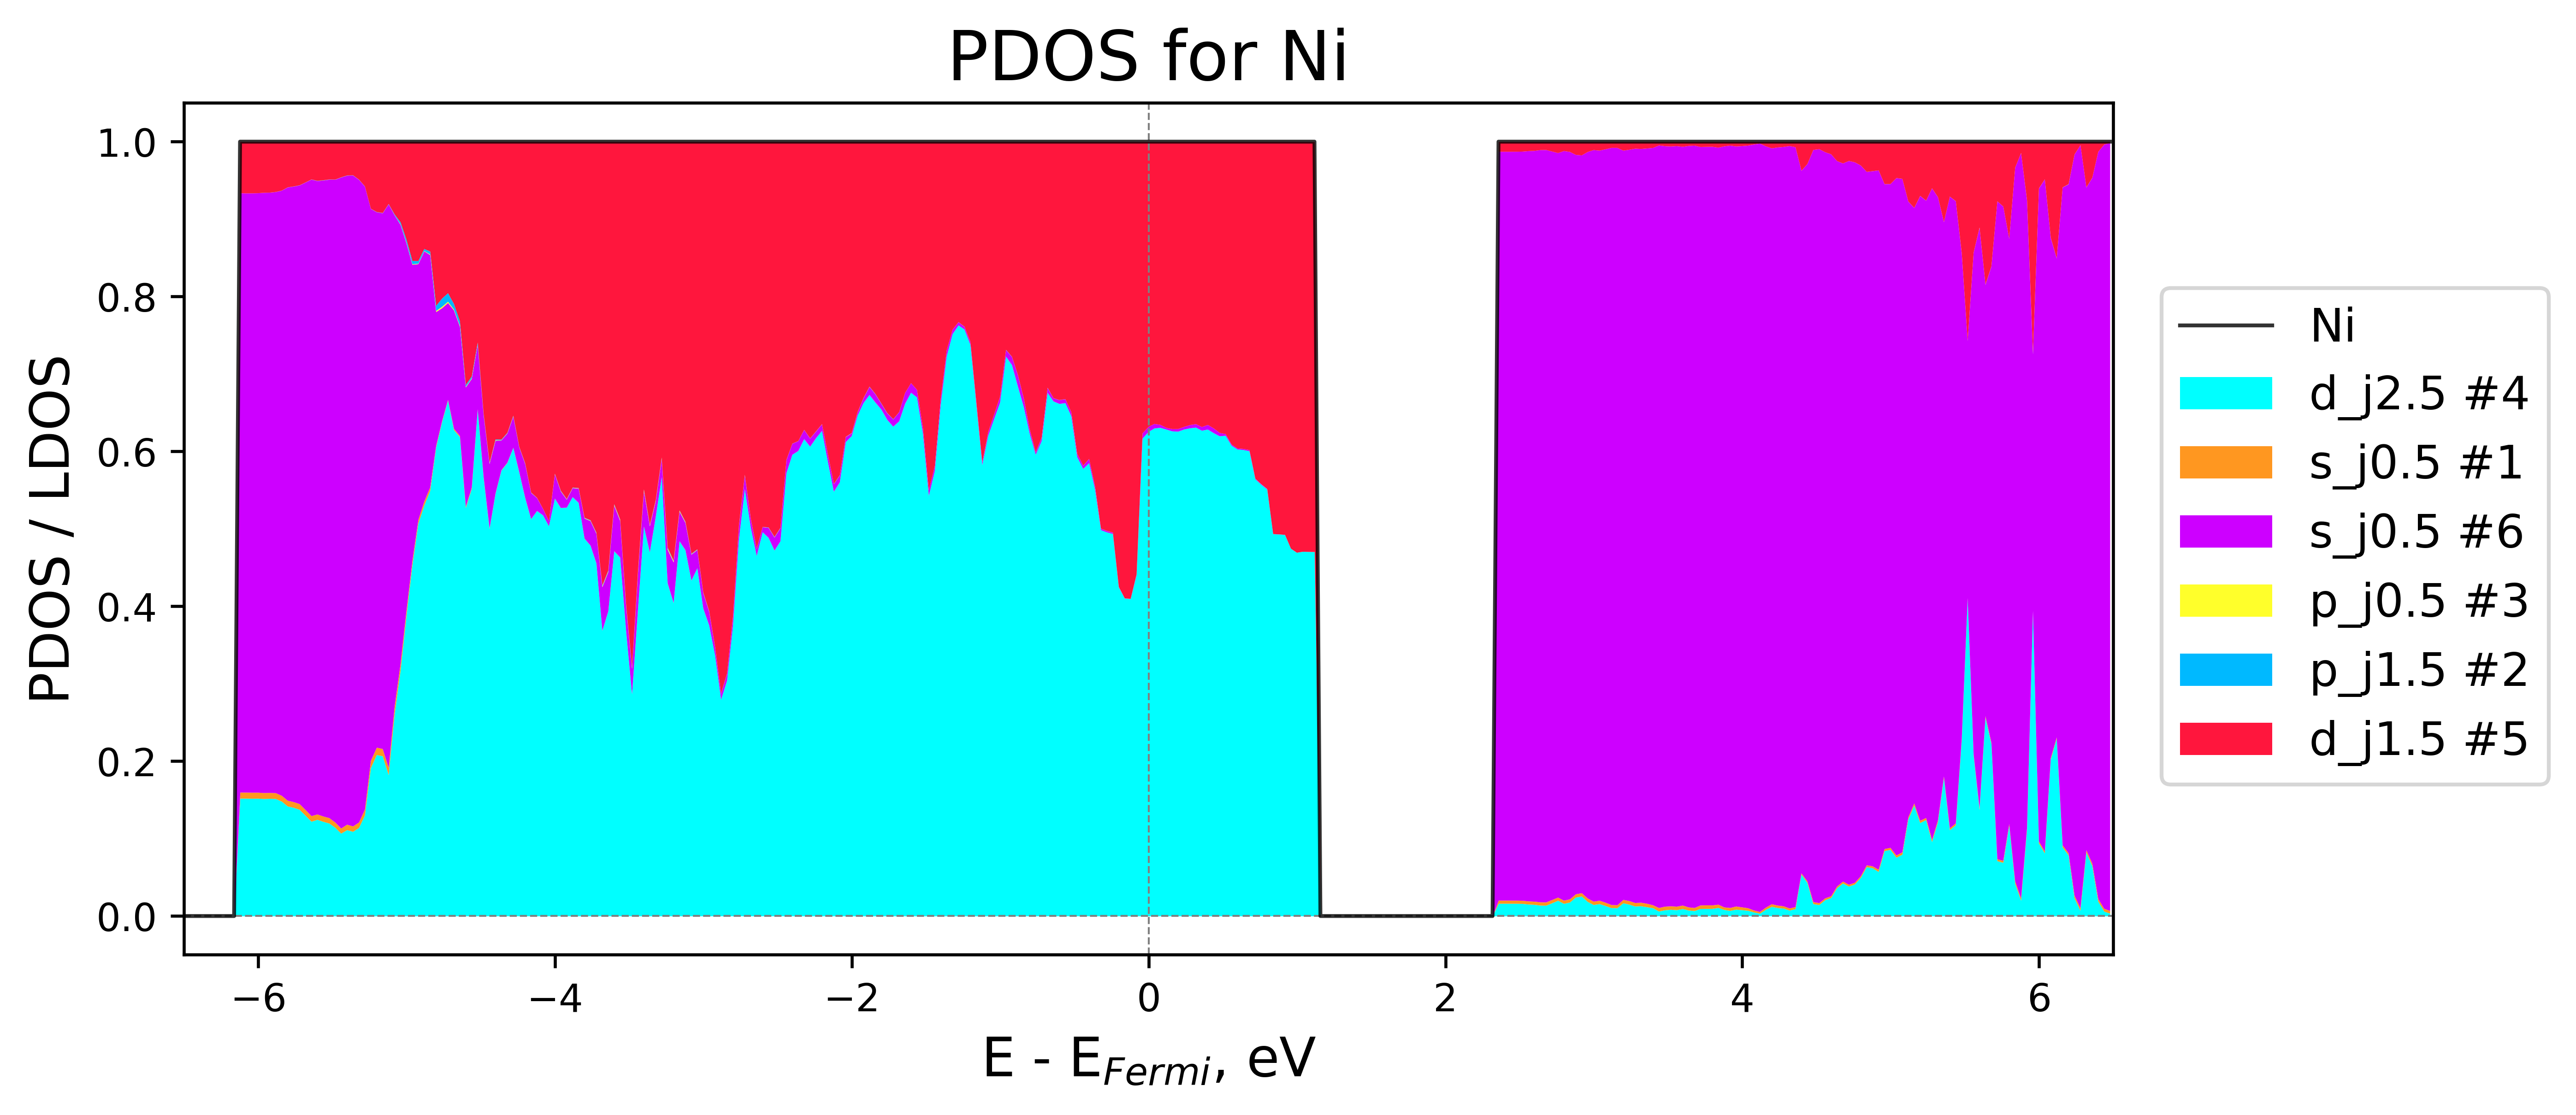 PDOS for Ni
PDOS / LDOS
1.0
0.8
0.6
0.4
0.2
0.0
−6
−4
−2
0
2
4
6
E - E_Fermi, eV
Ni
d_j2.5 #4
s_j0.5 #1
s_j0.5 #6
p_j0.5 #3
p_j1.5 #2
d_j1.5 #5